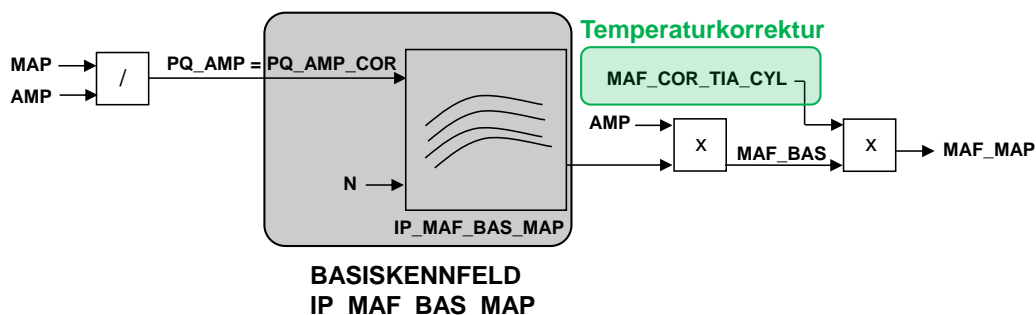 Temperaturkorrektur
MAP
AMP
/
PQ_AMP = PQ_AMP_COR
MAF_COR_TIA_CYL
AMP
X
MAF_BAS
X
MAF_MAP
N
IP_MAF_BAS_MAP
BASISKENNFELD
IP_MAF_BAS_MAP